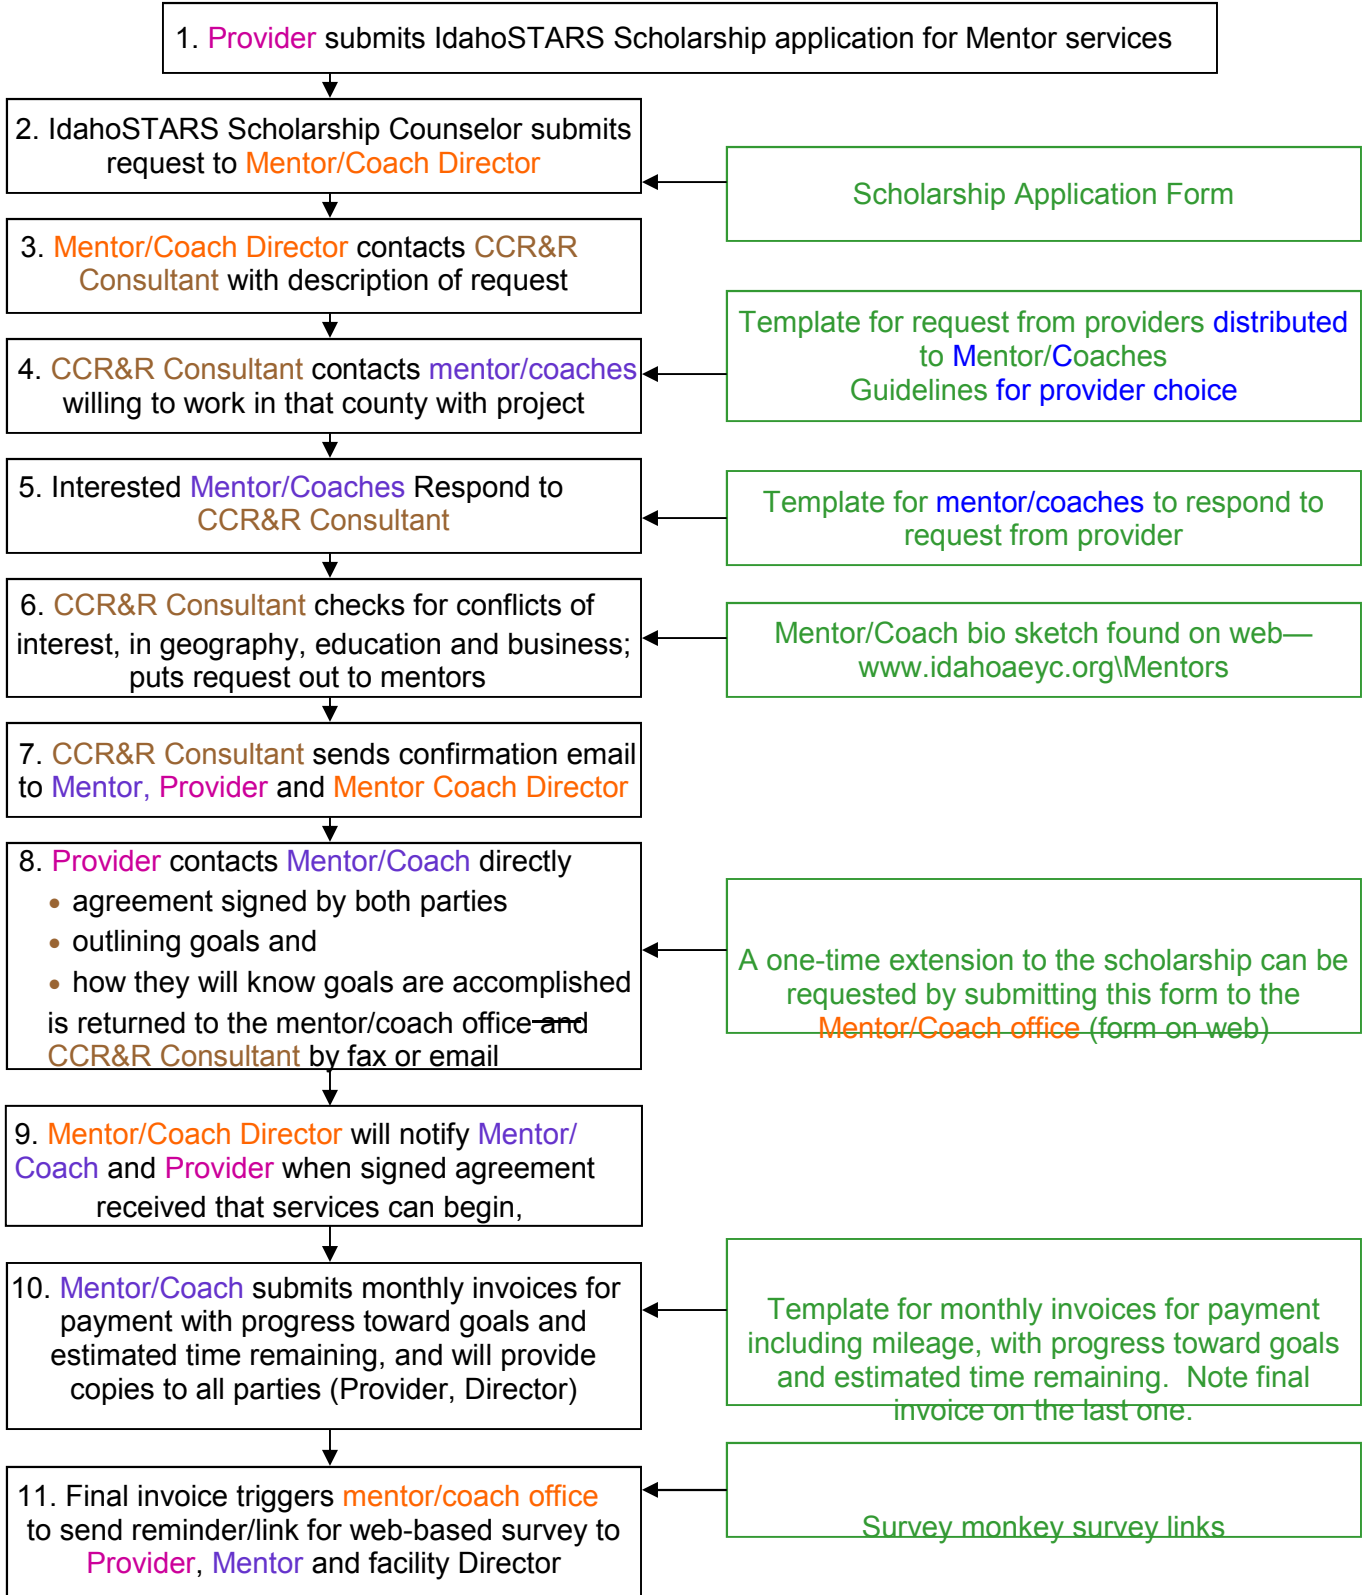 1. Provider submits IdahoSTARS Scholarship application for Mentor services
2. IdahoSTARS Scholarship Counselor submits
request to Mentor/Coach Director
Scholarship Application Form
3. Mentor/Coach Director contacts CCR&R
Consultant with description of request
Template for request from providers distributed
to Mentor/Coaches
Guidelines for provider choice
4. CCR&R Consultant contacts mentor/coaches
willing to work in that county with project
5. Interested Mentor/Coaches Respond to
CCR&R Consultant
Template for mentor/coaches to respond to
request from provider
6. CCR&R Consultant checks for conflicts of
interest, in geography, education and business;
puts request out to mentors
Mentor/Coach bio sketch found on web—
www.idahoaeyc.org\Mentors
7. CCR&R Consultant sends confirmation email
to Mentor, Provider and Mentor Coach Director
8. Provider contacts Mentor/Coach directly
• agreement signed by both parties
• outlining goals and
• how they will know goals are accomplished
is returned to the mentor/coach office and
CCR&R Consultant by fax or email
A one-time extension to the scholarship can be
requested by submitting this form to the
Mentor/Coach office (form on web)
9. Mentor/Coach Director will notify Mentor/
Coach and Provider when signed agreement
received that services can begin,
10. Mentor/Coach submits monthly invoices for
payment with progress toward goals and
estimated time remaining, and will provide
copies to all parties (Provider, Director)
Template for monthly invoices for payment
including mileage, with progress toward goals
and estimated time remaining.  Note final
invoice on the last one.
11. Final invoice triggers mentor/coach office
to send reminder/link for web-based survey to
Provider, Mentor and facility Director
Survey monkey survey links